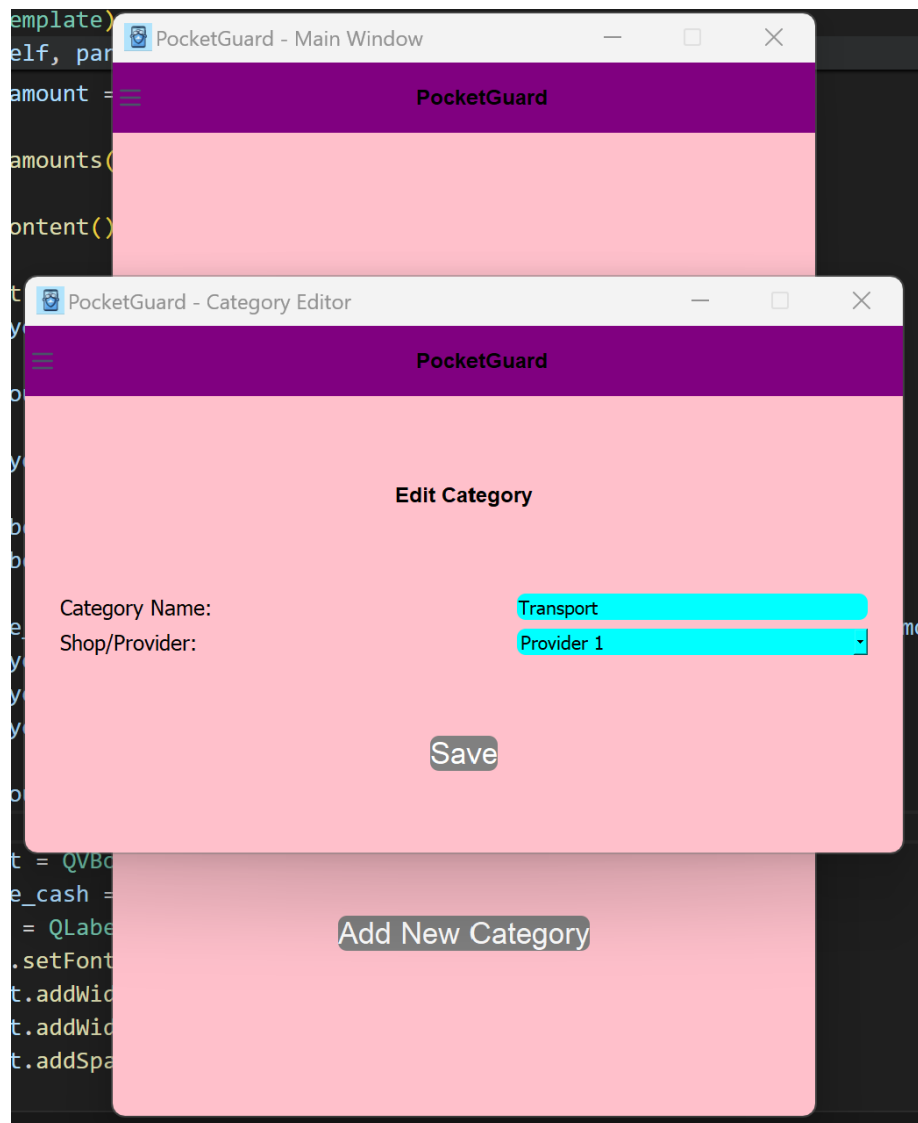 emplate)
PocketGuard - Main Window
elf, par
amount =
PocketGuard
amounts(
ontent()
t
PocketGuard - Category Editor
PocketGuard
Edit Category
Category Name:
Transport
Shop/Provider:
Provider 1
Save
t = QVBo
e_cash =
= QLabe
Add New Category
.setFont
t.addWid
t.addWid
t.addSpa